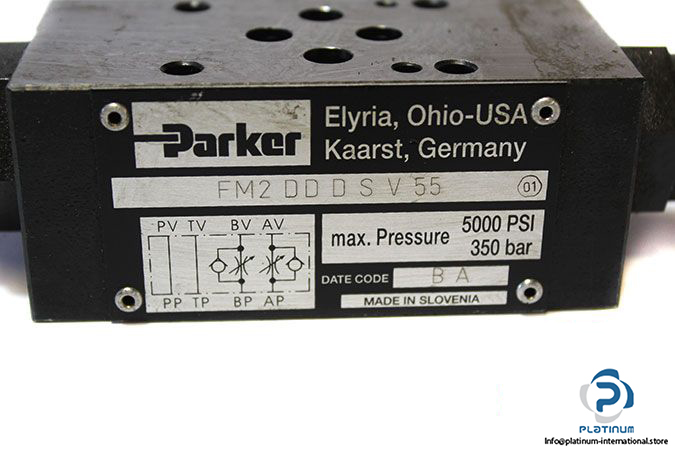 Parker
Elyria, Ohio-USA
Kaarst, Germany
FM2 DD D S V 55
01
PV TV BV AV
PP TP BP AP
max. Pressure 5000 PSI
350 bar
DATE CODE B A
MADE IN SLOVENIA
PLATINUM
Info@platinum-international.store